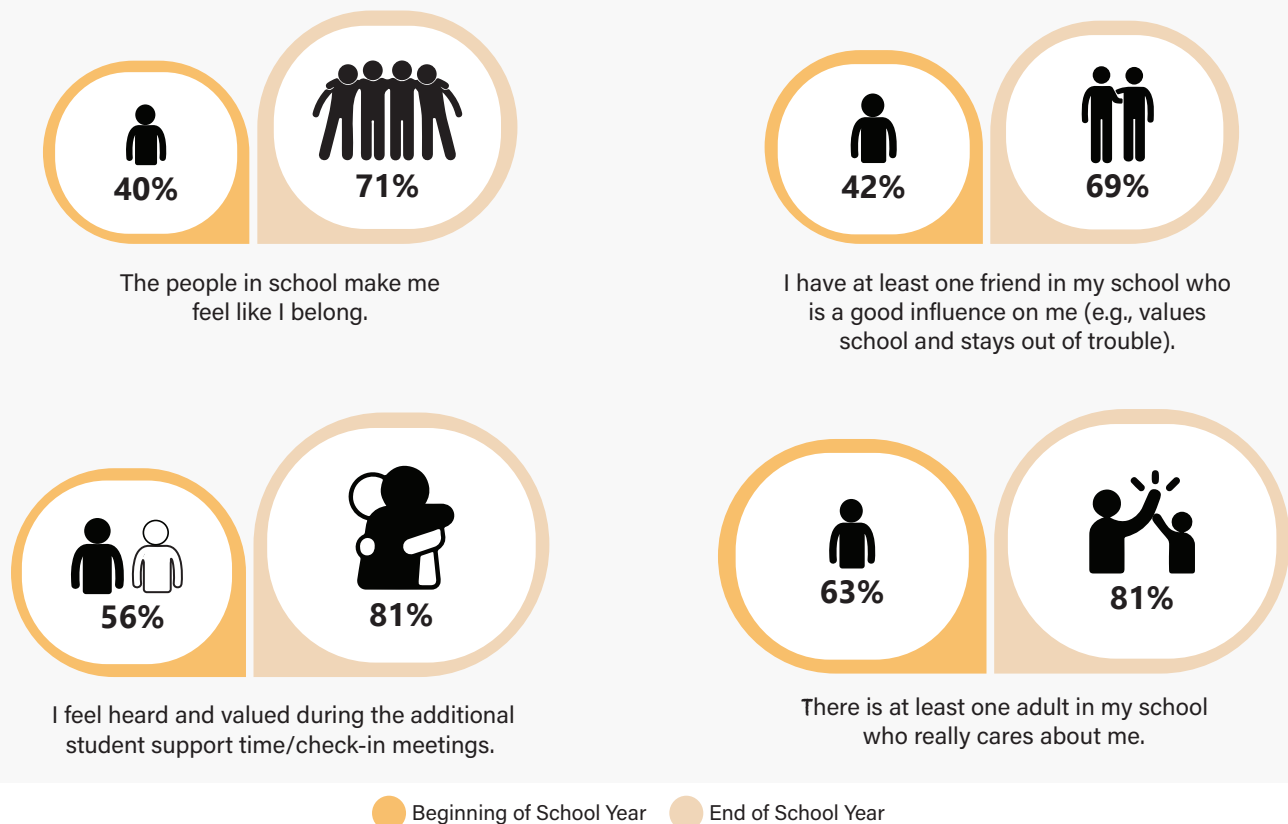 40%
71%
The people in school make me
feel like I belong.
42%
69%
I have at least one friend in my school who
is a good influence on me (e.g., values
school and stays out of trouble).
56%
81%
I feel heard and valued during the additional
student support time/check-in meetings.
63%
81%
There is at least one adult in my school
who really cares about me.
Beginning of School Year
End of School Year